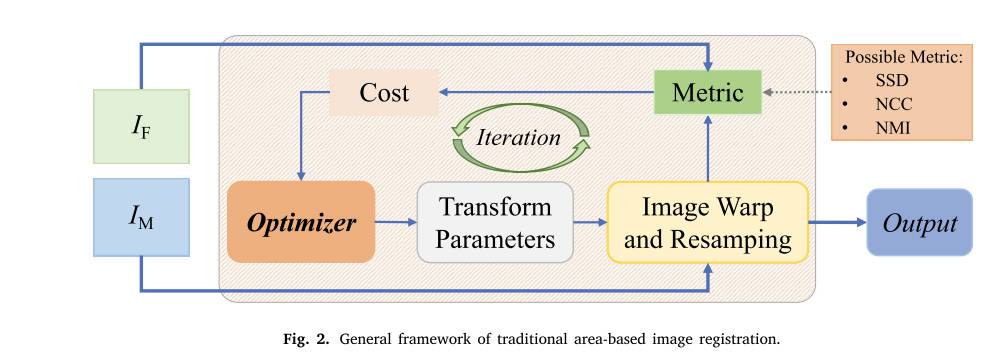 Possible Metric:
• SSD
• NCC
• NMI
Cost
Metric
I_F
Iteration
I_M
Optimizer
Transform
Parameters
Image Warp
and Resamping
Output
Fig. 2. General framework of traditional area-based image registration.